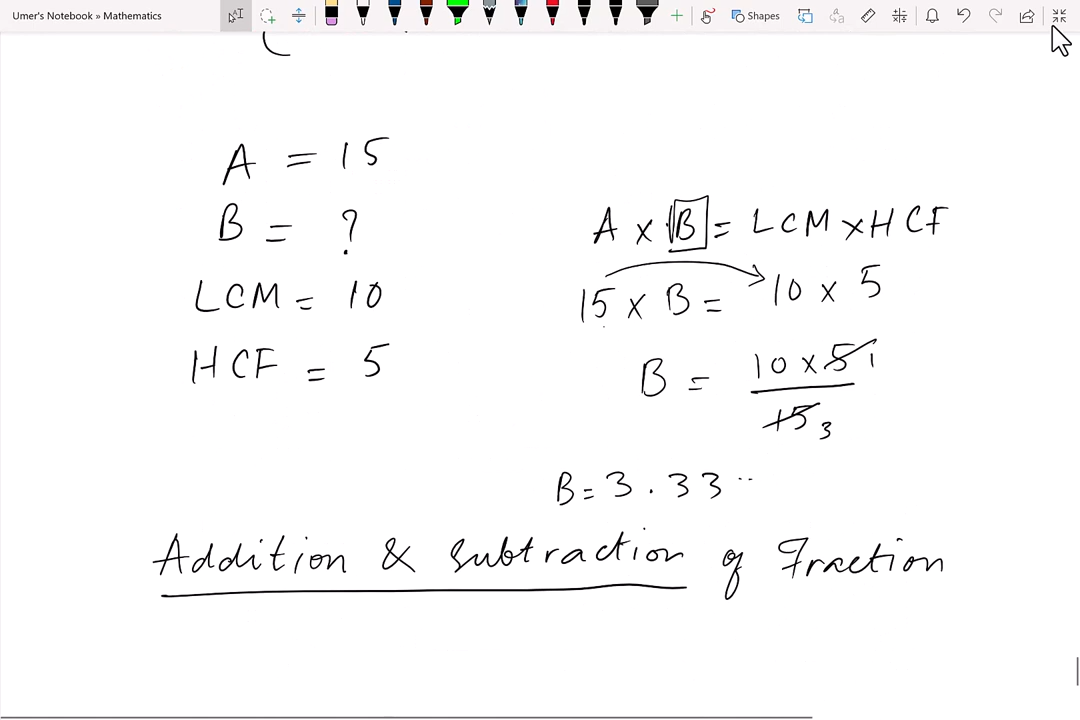 Umer's Notebook » Mathematics
Shapes
A = 15
B = ?
LCM = 10
HCF = 5
A × B = LCM × HCF
15 × B = 10 × 5
B = 10 × 5 1
15 3
B = 3.33 ..
Addition & Subtraction of Fraction